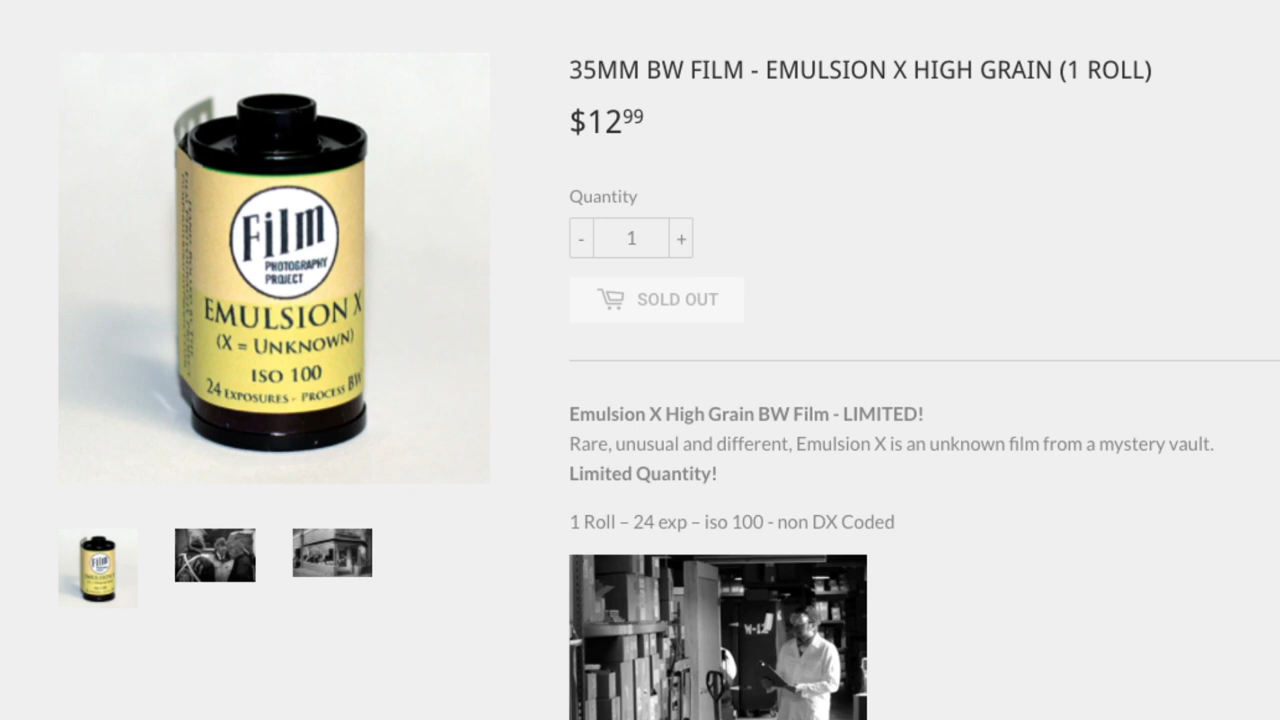 35MM BW FILM - EMULSION X HIGH GRAIN (1 ROLL)
$12⁹⁹
Quantity
- 1 +
SOLD OUT
Emulsion X High Grain BW Film - LIMITED!
Rare, unusual and different, Emulsion X is an unknown film from a mystery vault.
Limited Quantity!
1 Roll – 24 exp – iso 100 - non DX Coded
Film
PHOTOGRAPHY
PROJECT
EMULSION X
(X = UNKNOWN)
ISO 100
24 EXPOSURES - PROCESS BW
W-12